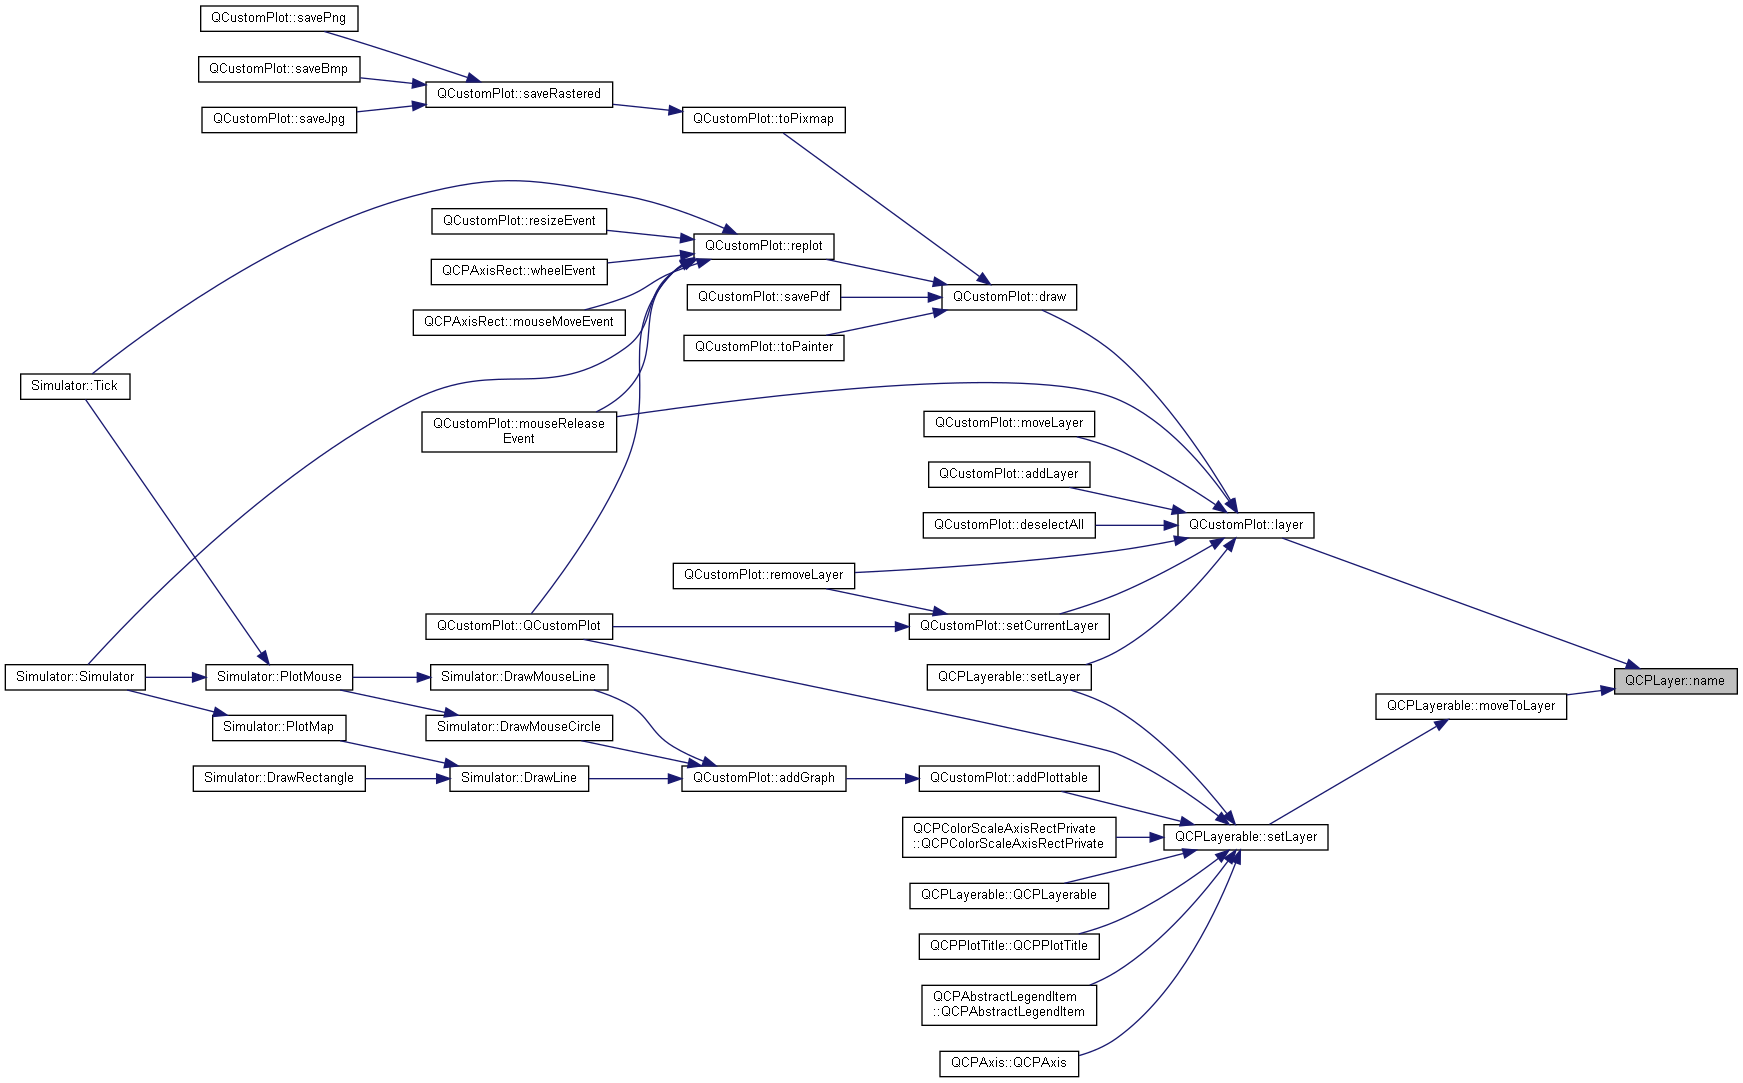 QCustomPlot::savePng
QCustomPlot::saveBmp
QCustomPlot::saveRastered
QCustomPlot::saveJpg
QCustomPlot::toPixmap
QCustomPlot::resizeEvent
QCustomPlot::replot
QCPAxisRect::wheelEvent
QCustomPlot::savePdf
QCustomPlot::draw
QCPAxisRect::mouseMoveEvent
QCustomPlot::toPainter
Simulator::Tick
QCustomPlot::mouseRelease
Event
QCustomPlot::moveLayer
QCustomPlot::addLayer
QCustomPlot::deselectAll
QCustomPlot::layer
QCustomPlot::removeLayer
QCustomPlot::QCustomPlot
QCustomPlot::setCurrentLayer
Simulator::Simulator
Simulator::PlotMouse
Simulator::DrawMouseLine
QCPLayerable::setLayer
QCPLayer::name
QCPLayerable::moveToLayer
Simulator::PlotMap
Simulator::DrawMouseCircle
Simulator::DrawRectangle
Simulator::DrawLine
QCustomPlot::addGraph
QCustomPlot::addPlottable
QCPColorScaleAxisRectPrivate
::QCPColorScaleAxisRectPrivate
QCPLayerable::setLayer
QCPLayerable::QCPLayerable
QCPPlotTitle::QCPPlotTitle
QCPAbstractLegendItem
::QCPAbstractLegendItem
QCPAxis::QCPAxis